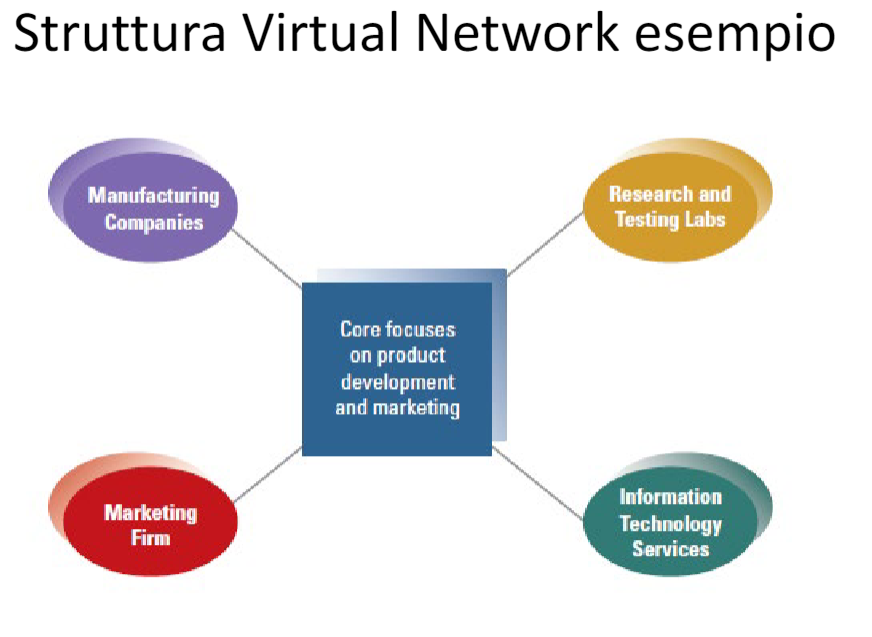 Struttura Virtual Network esempio
Manufacturing
Companies
Research and
Testing Labs
Core focuses
on product
development
and marketing
Marketing
Firm
Information
Technology
Services